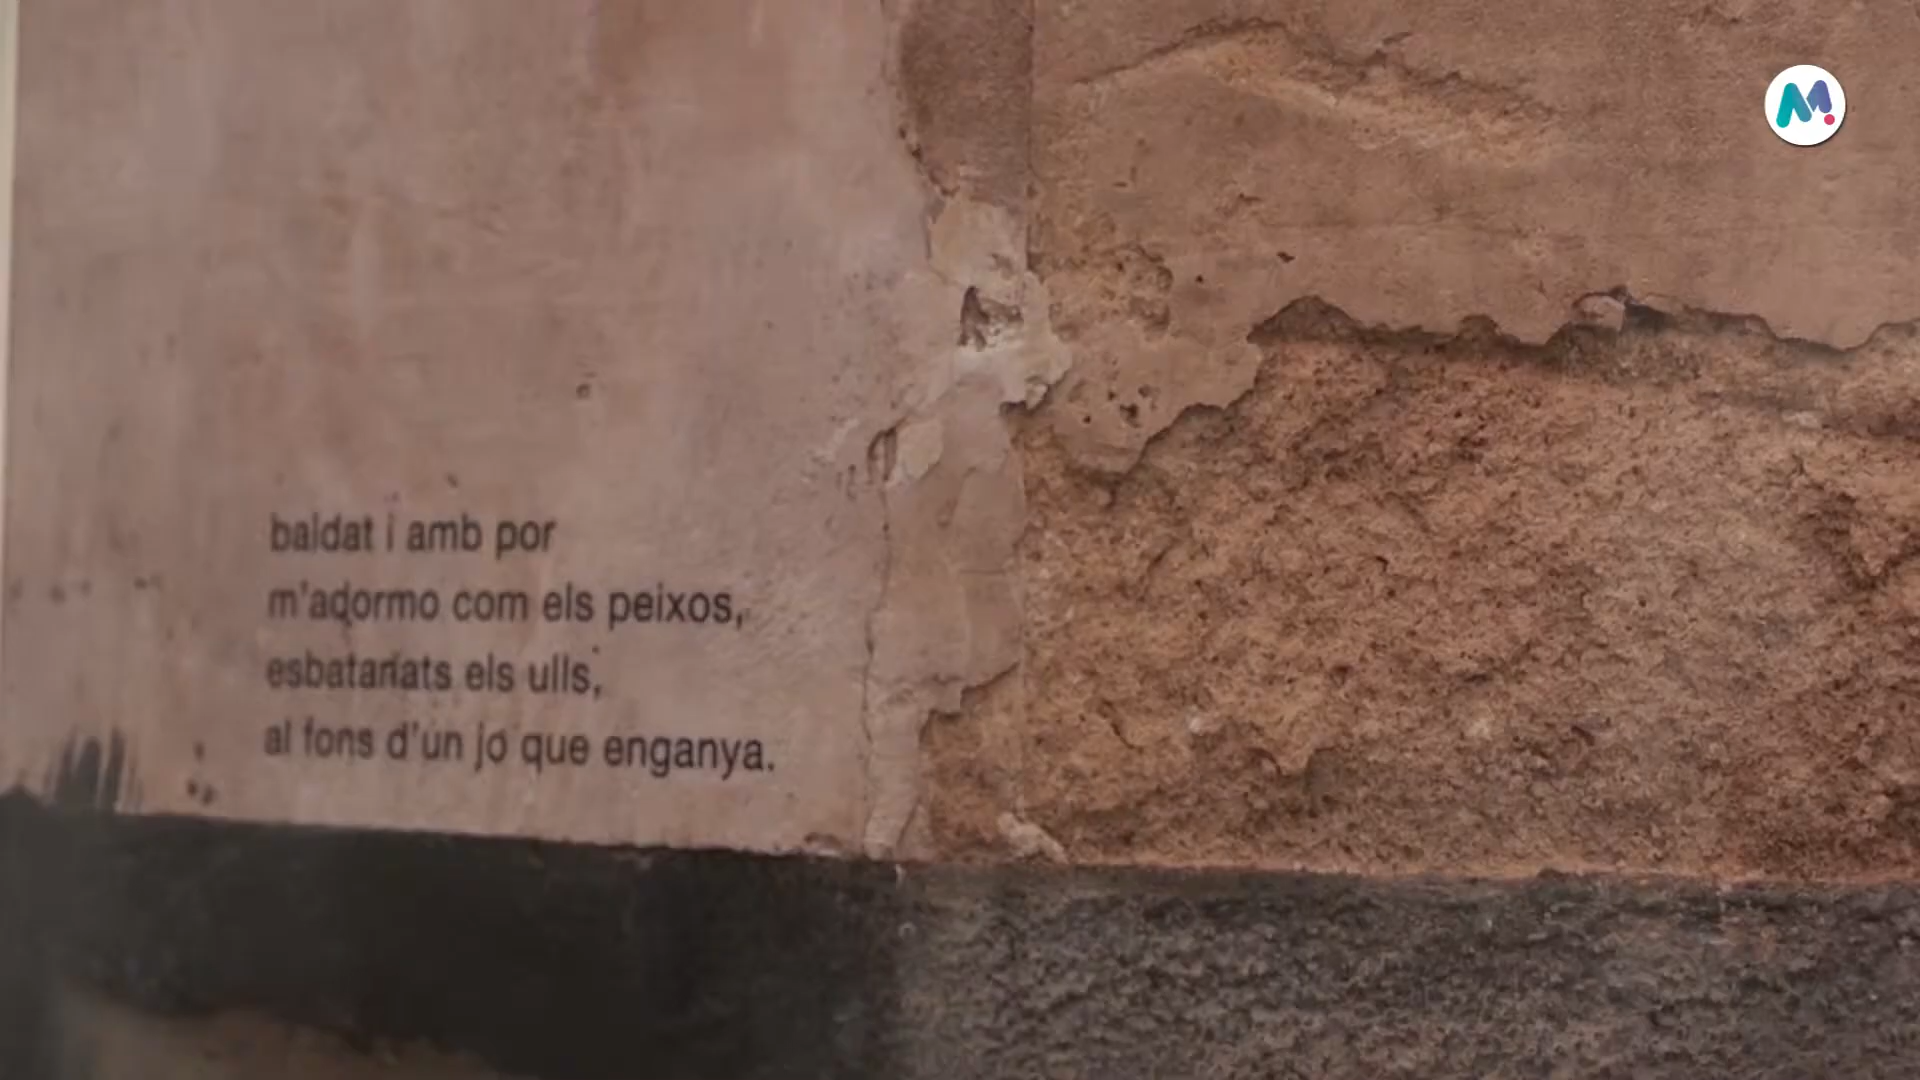 baldat i amb por
m'adormo com els peixos,
esbatanats els ulls,
al fons d'un jo que enganya.
M